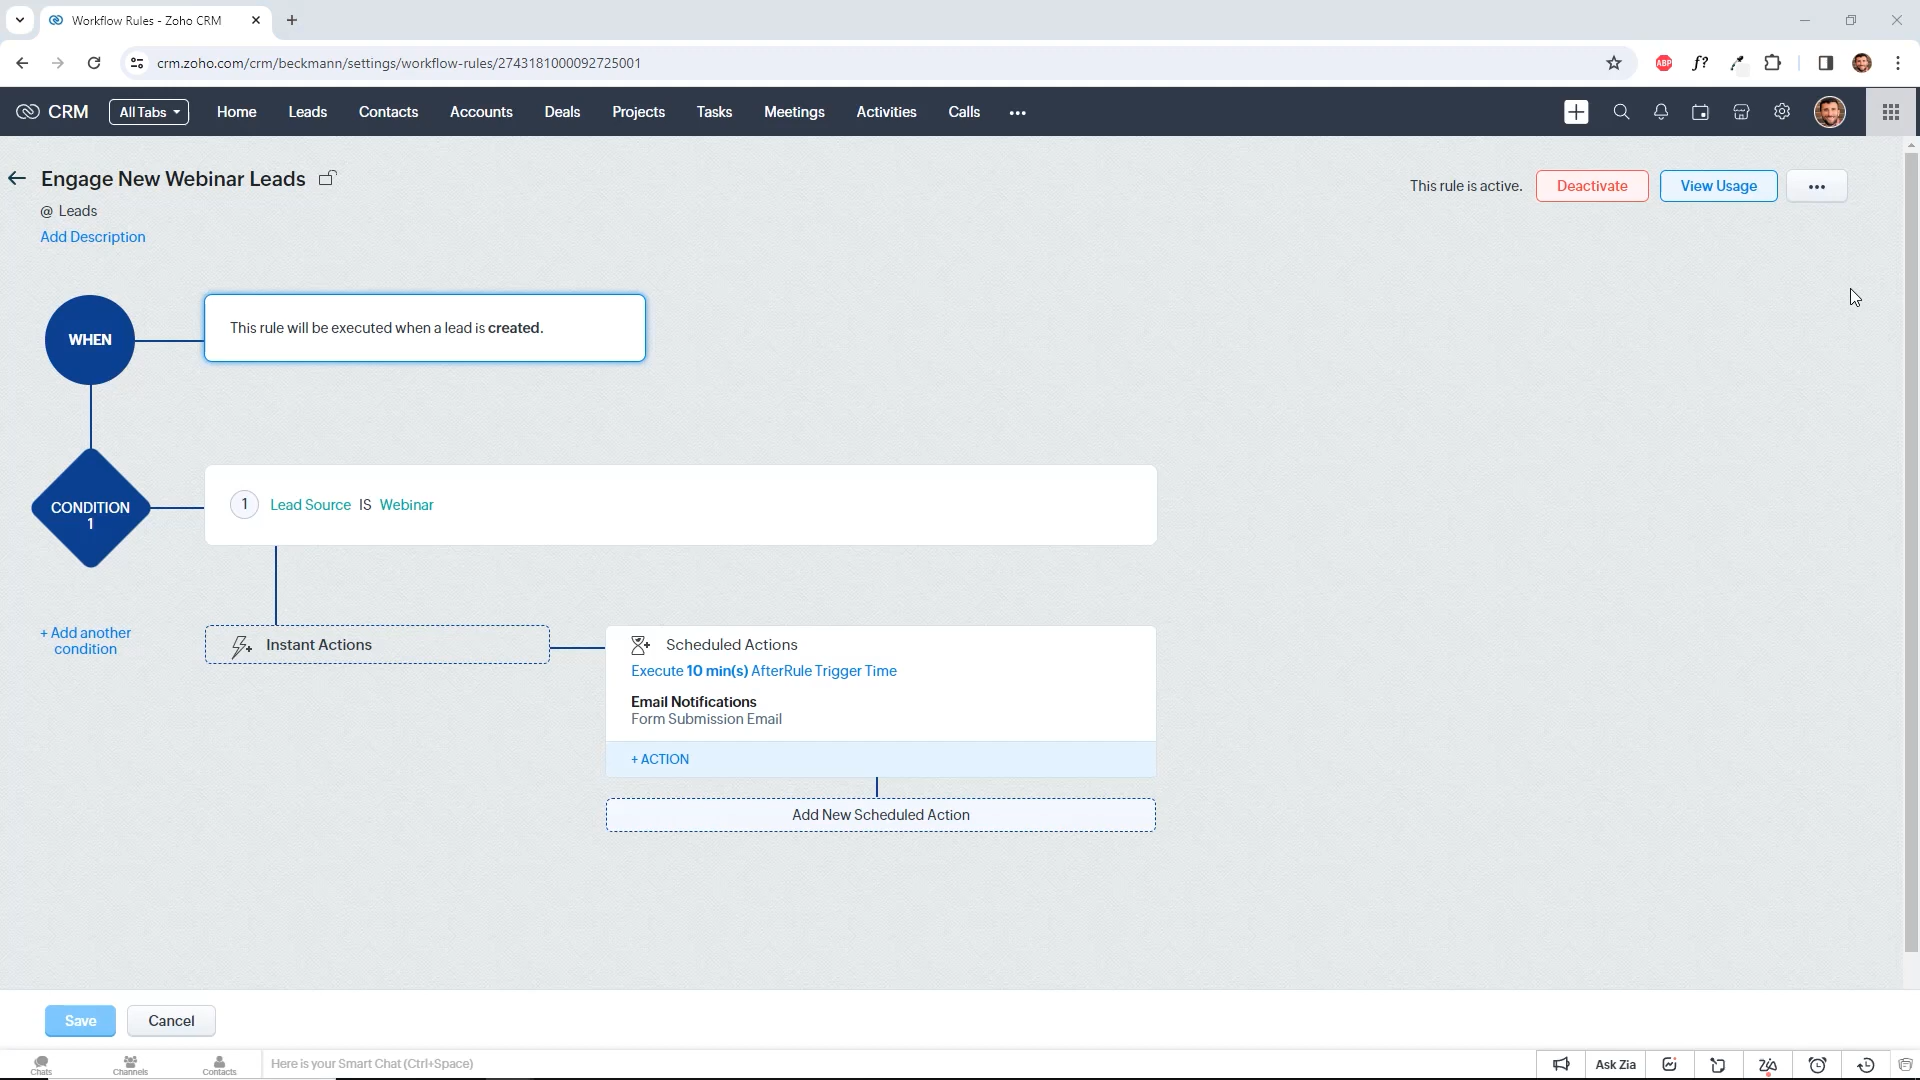 Workflow Rules - Zoho CRM
crm.zoho.com/crm/beckmann/settings/workflow-rules/2743181000092725001
ABP
f?
CRM
All Tabs
Home
Leads
Contacts
Accounts
Deals
Projects
Tasks
Meetings
Activities
Calls
Engage New Webinar Leads
This rule is active.
Deactivate
View Usage
@ Leads
Add Description
WHEN
This rule will be executed when a lead is created.
CONDITION
1
1 Lead Source IS Webinar
+ Add another
condition
Instant Actions
Scheduled Actions
Execute 10 min(s) AfterRule Trigger Time
Email Notifications
Form Submission Email
+ ACTION
Add New Scheduled Action
Save
Cancel
Chats
Channels
Contacts
Here is your Smart Chat (Ctrl+Space)
Ask Zia